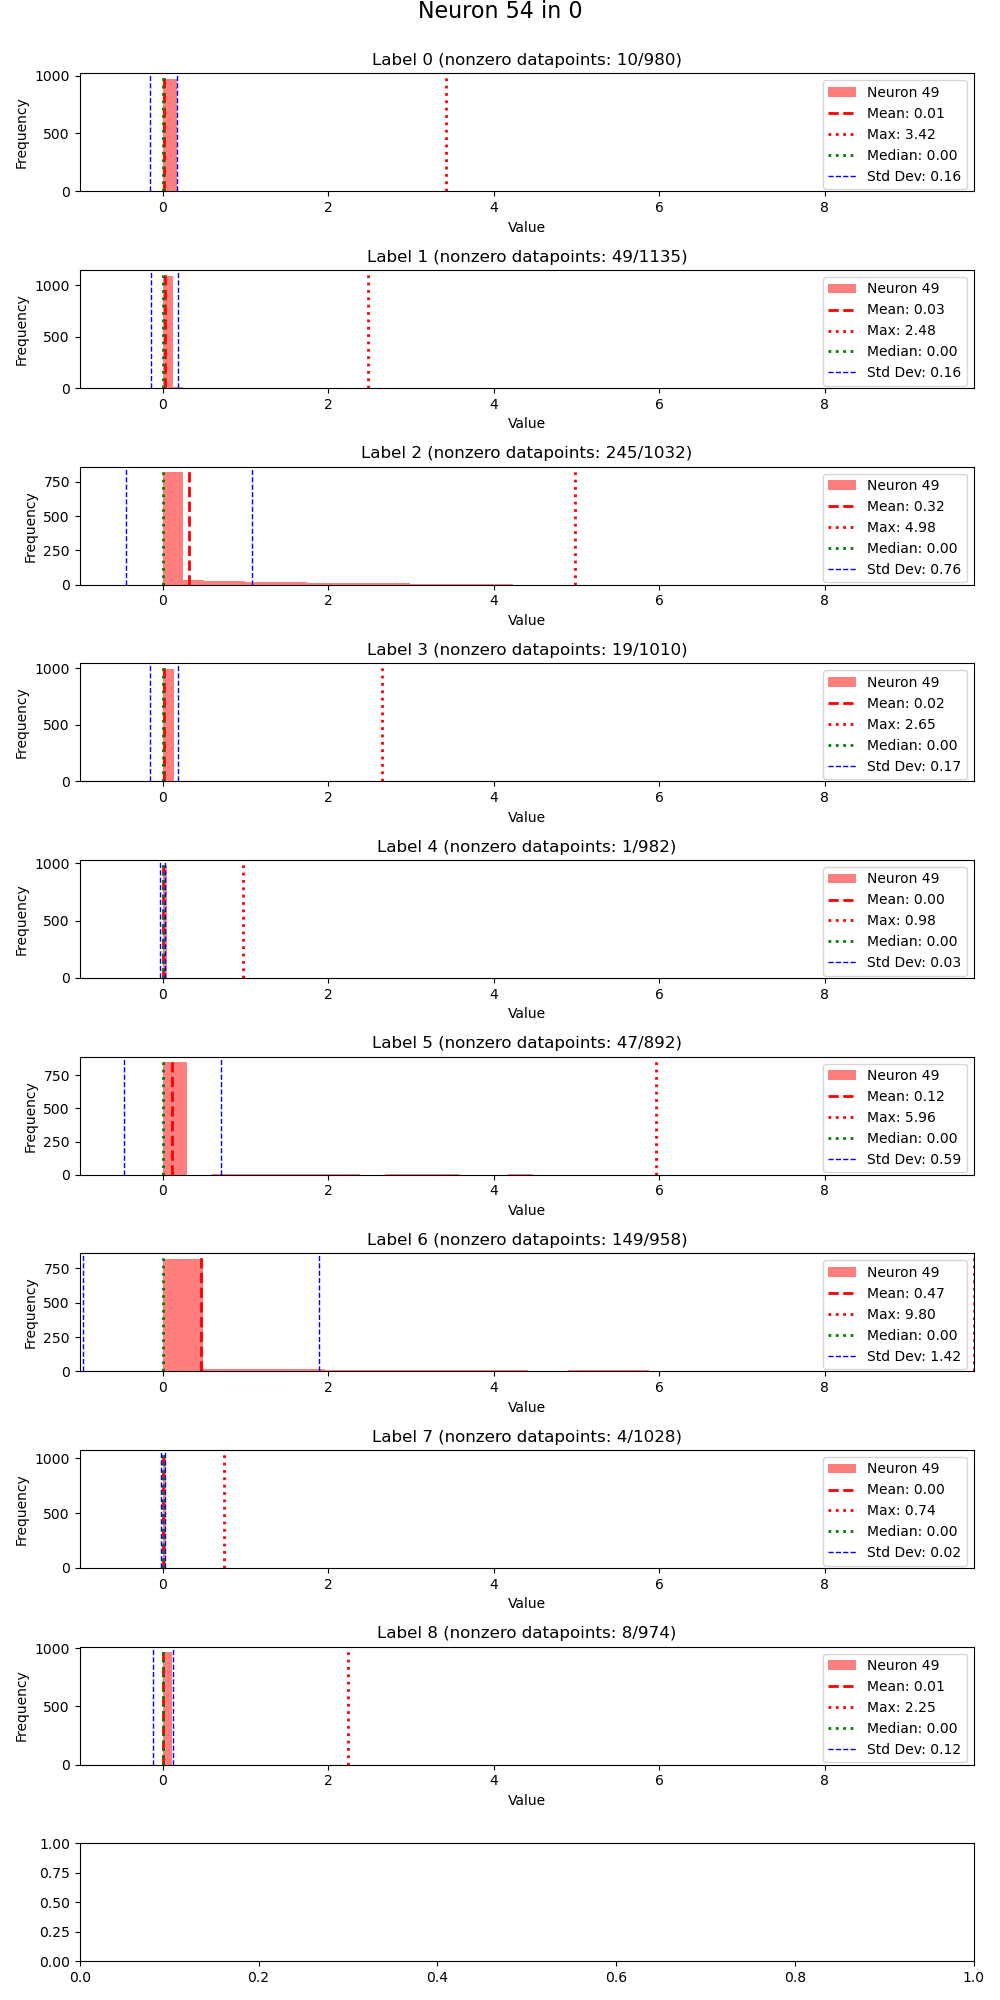 Neuron 54 in 0
Label 0 (nonzero datapoints: 10/980)
1000
500
0
Frequency
Neuron 49
Mean: 0.01
Max: 3.42
Median: 0.00
Std Dev: 0.16
0 2 4 6 8
Value
Label 1 (nonzero datapoints: 49/1135)
1000
500
0
Frequency
Neuron 49
Mean: 0.03
Max: 2.48
Median: 0.00
Std Dev: 0.16
0 2 4 6 8
Value
Label 2 (nonzero datapoints: 245/1032)
750
500
250
0
Frequency
Neuron 49
Mean: 0.32
Max: 4.98
Median: 0.00
Std Dev: 0.76
0 2 4 6 8
Value
Label 3 (nonzero datapoints: 19/1010)
1000
500
0
Frequency
Neuron 49
Mean: 0.02
Max: 2.65
Median: 0.00
Std Dev: 0.17
0 2 4 6 8
Value
Label 4 (nonzero datapoints: 1/982)
1000
500
0
Frequency
Neuron 49
Mean: 0.00
Max: 0.98
Median: 0.00
Std Dev: 0.03
0 2 4 6 8
Value
Label 5 (nonzero datapoints: 47/892)
750
500
250
0
Frequency
Neuron 49
Mean: 0.12
Max: 5.96
Median: 0.00
Std Dev: 0.59
0 2 4 6 8
Value
Label 6 (nonzero datapoints: 149/958)
750
500
250
0
Frequency
Neuron 49
Mean: 0.47
Max: 9.80
Median: 0.00
Std Dev: 1.42
0 2 4 6 8
Value
Label 7 (nonzero datapoints: 4/1028)
1000
500
0
Frequency
Neuron 49
Mean: 0.00
Max: 0.74
Median: 0.00
Std Dev: 0.02
0 2 4 6 8
Value
Label 8 (nonzero datapoints: 8/974)
1000
500
0
Frequency
Neuron 49
Mean: 0.01
Max: 2.25
Median: 0.00
Std Dev: 0.12
0 2 4 6 8
Value
1.00
0.75
0.50
0.25
0.00
0.0 0.2 0.4 0.6 0.8 1.0